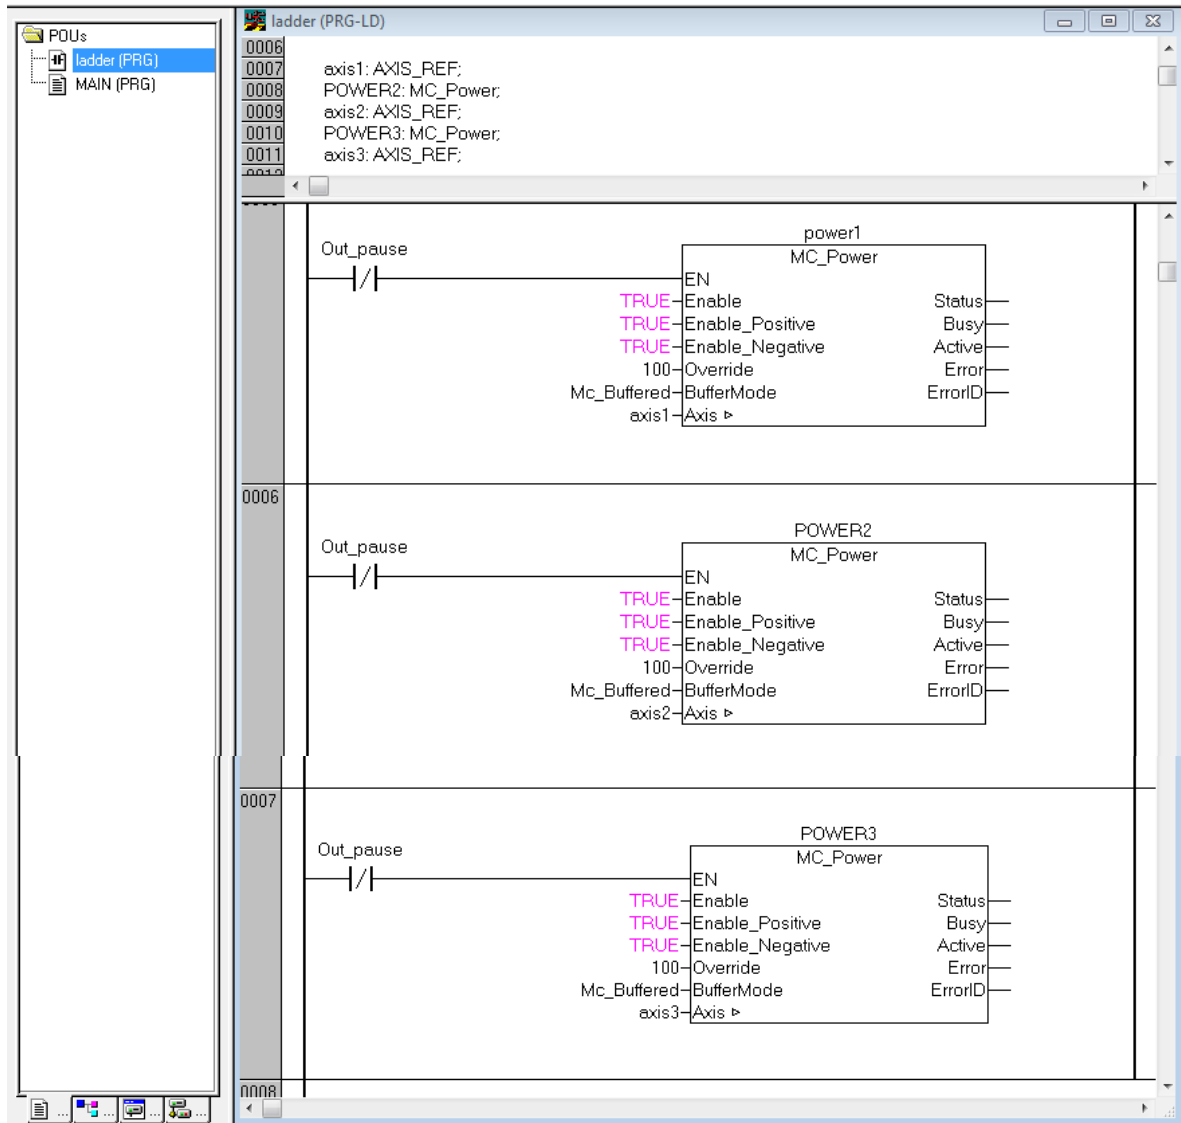 POUs
ladder (PRG)
MAIN (PRG)
ladder (PRG-LD)
0006
0007 axis1: AXIS_REF;
0008 POWER2: MC_Power;
0009 axis2: AXIS_REF;
0010 POWER3: MC_Power;
0011 axis3: AXIS_REF;
power1
Out_pause
MC_Power
EN
TRUE Enable Status
TRUE Enable_Positive Busy
TRUE Enable_Negative Active
100 Override Error
Mc_Buffered BufferMode ErrorID
axis1 Axis
0006
POWER2
Out_pause
MC_Power
EN
TRUE Enable Status
TRUE Enable_Positive Busy
TRUE Enable_Negative Active
100 Override Error
Mc_Buffered BufferMode ErrorID
axis2 Axis
0007
POWER3
Out_pause
MC_Power
EN
TRUE Enable Status
TRUE Enable_Positive Busy
TRUE Enable_Negative Active
100 Override Error
Mc_Buffered BufferMode ErrorID
axis3 Axis
0008
... ... ... ...